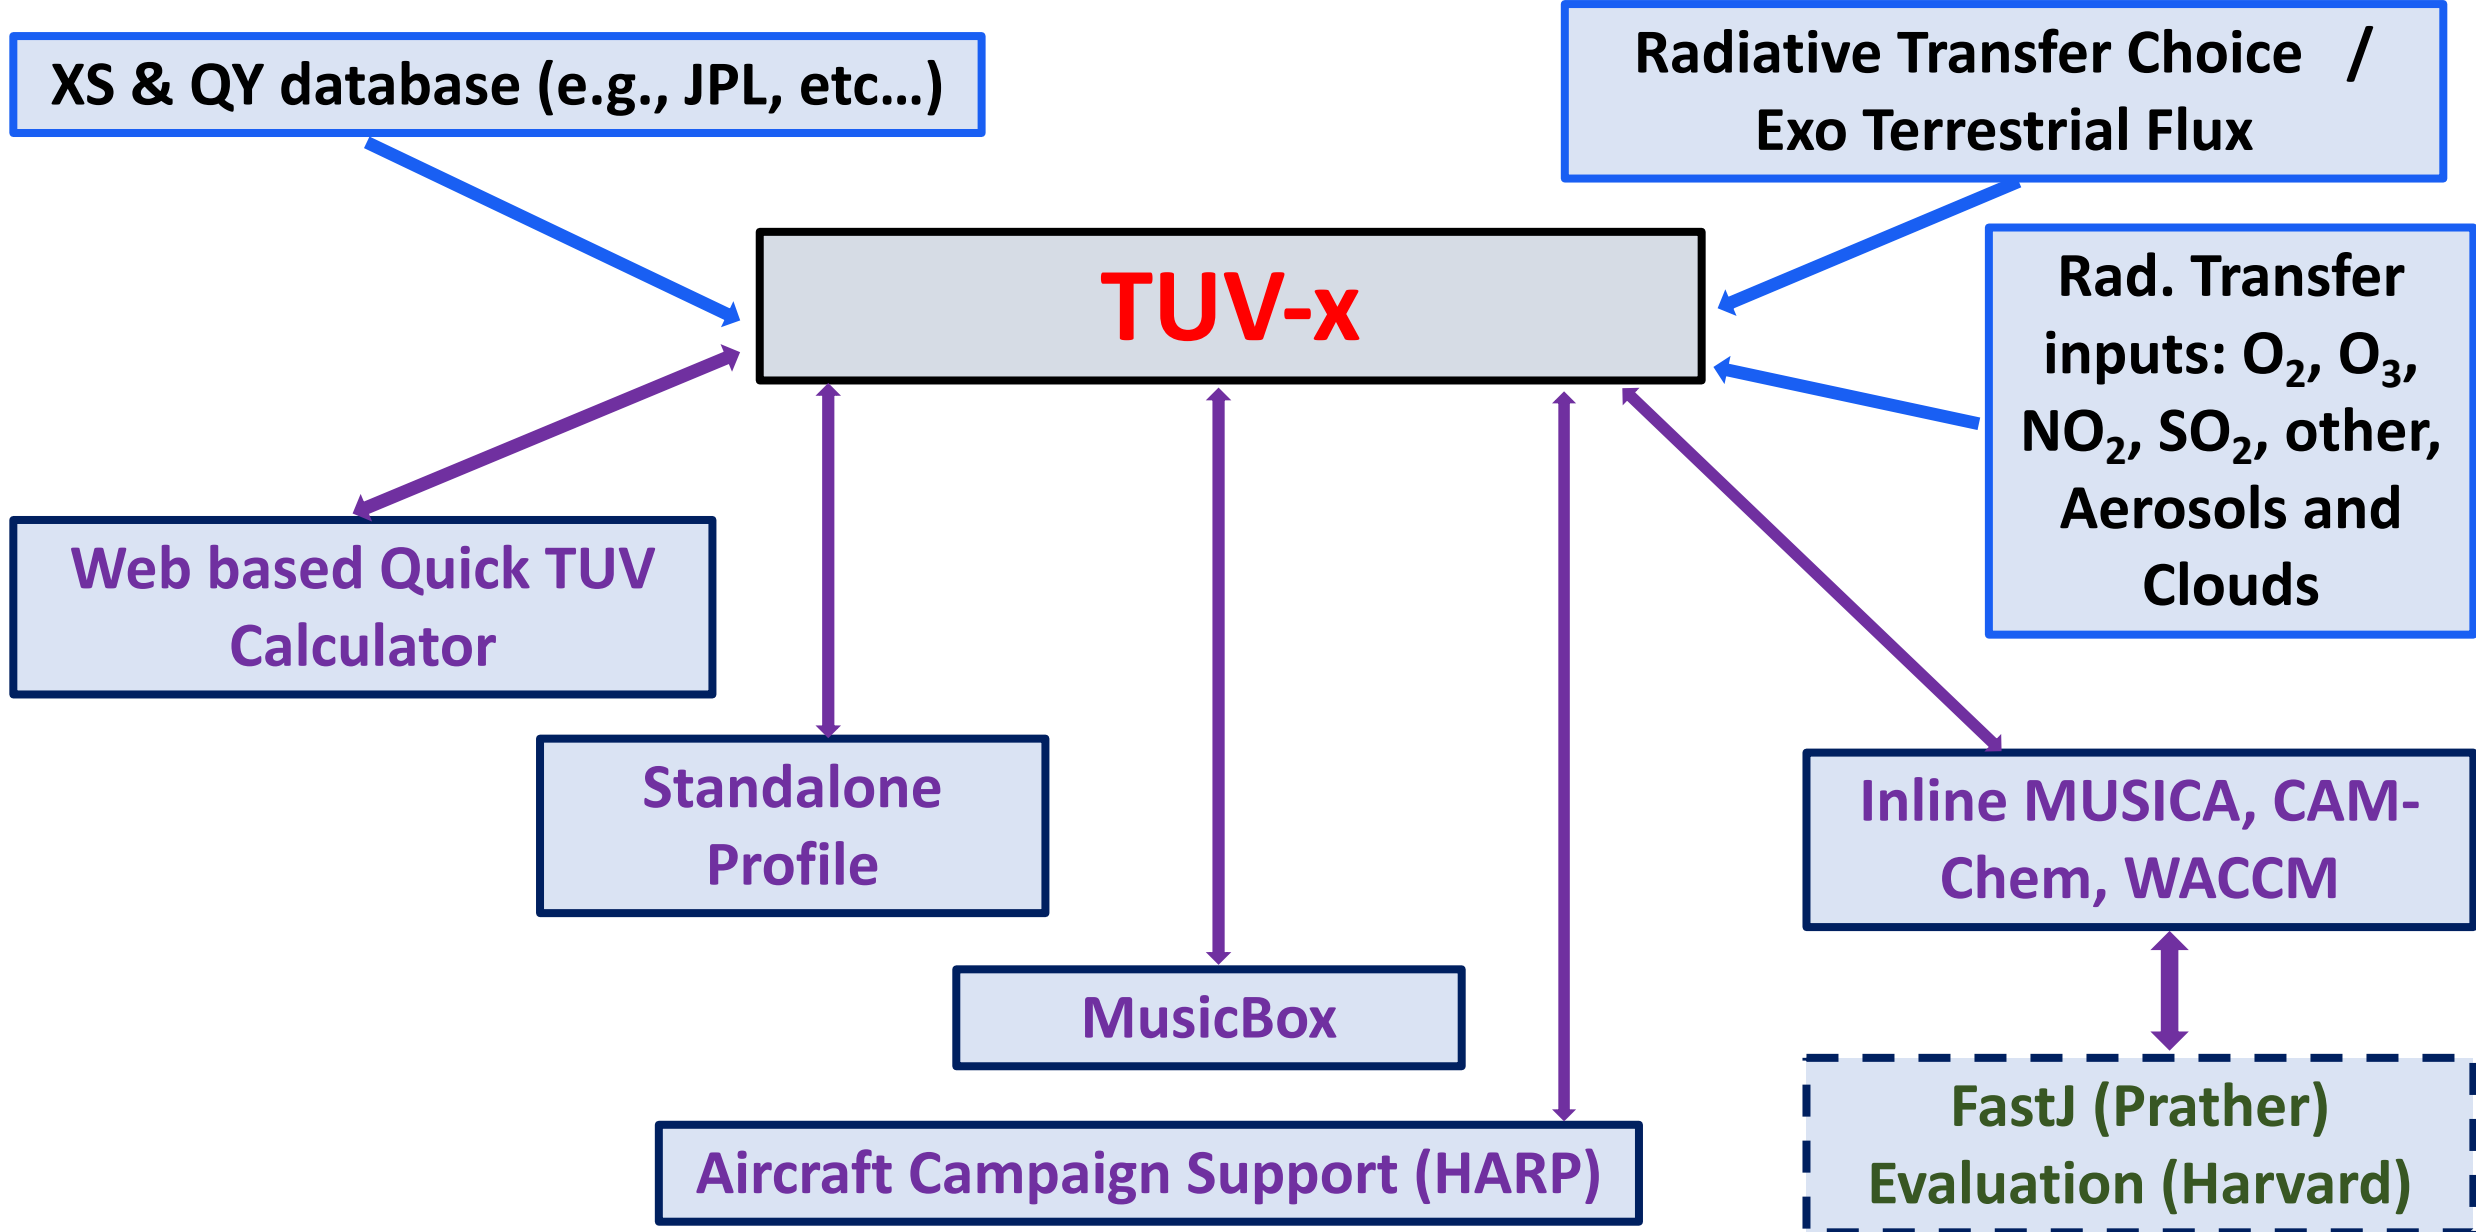 XS & QY database (e.g., JPL, etc…)
Radiative Transfer Choice /
Exo Terrestrial Flux
TUV-x
Rad. Transfer
inputs: O₂, O₃,
NO₂, SO₂, other,
Aerosols and
Clouds
Web based Quick TUV
Calculator
Standalone
Profile
Inline MUSICA, CAM-
Chem, WACCM
MusicBox
FastJ (Prather)
Evaluation (Harvard)
Aircraft Campaign Support (HARP)